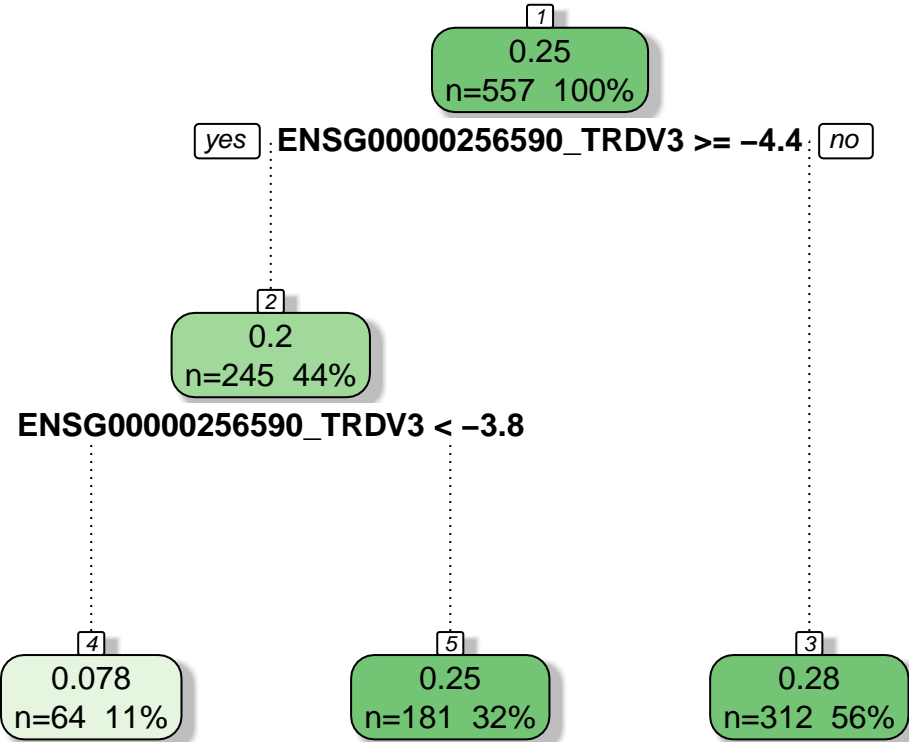 1
0.25
n=557 100%
yes ENSG00000256590_TRDV3 >= −4.4 no
2
0.2
n=245 44%
ENSG00000256590_TRDV3 < −3.8
4 5 3
0.078 0.25 0.28
n=64 11% n=181 32% n=312 56%